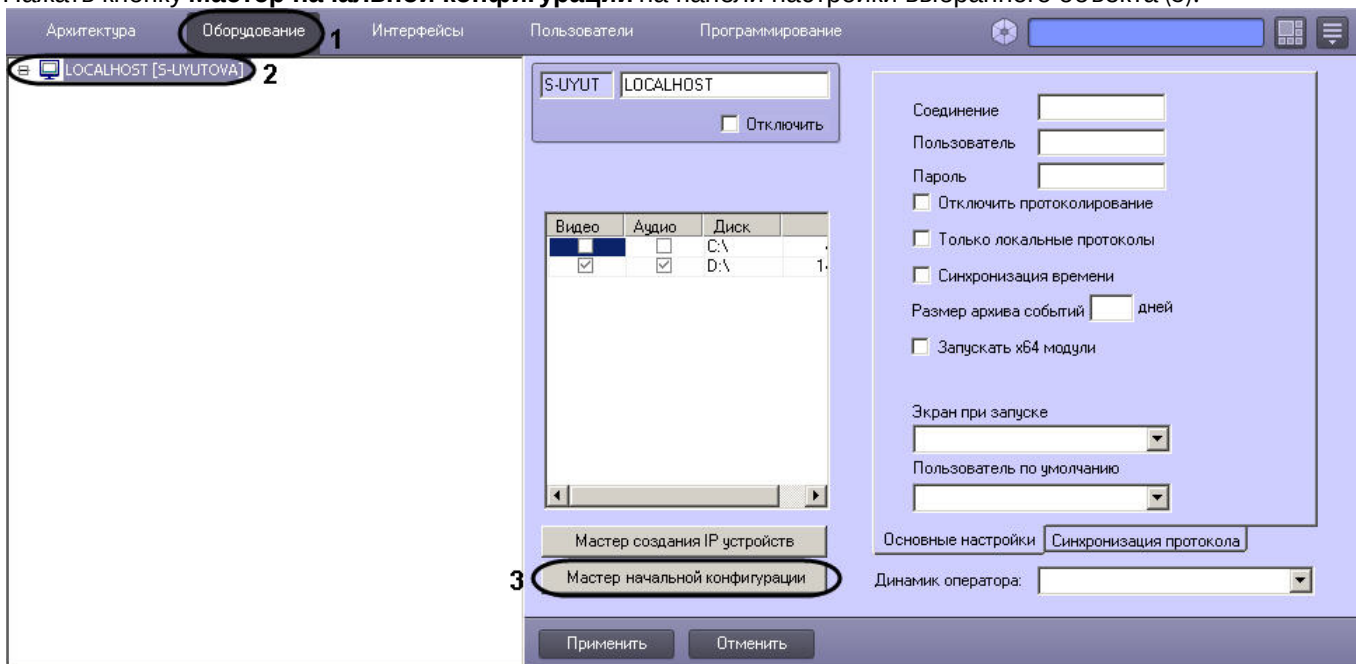 Нажать кнопку Мастер начальной конфигурации на панели настройки выбранного объекта (3).
Архитектура Оборудование 1 Интерфейсы Пользователи Программирование
LOCALHOST [S-UYUTOVA] 2
S-UYUT LOCALHOST
Отключить
Видео Аудио Диск
C:\
D:\
Мастер создания IP устройств
3 Мастер начальной конфигурации
Соединение
Пользователь
Пароль
Отключить протоколирование
Только локальные протоколы
Синхронизация времени
Размер архива событий дней
Запускать x64 модули
Экран при запуске
Пользователь по умолчанию
Основные настройки Синхронизация протокола
Динамик оператора:
Применить Отменить